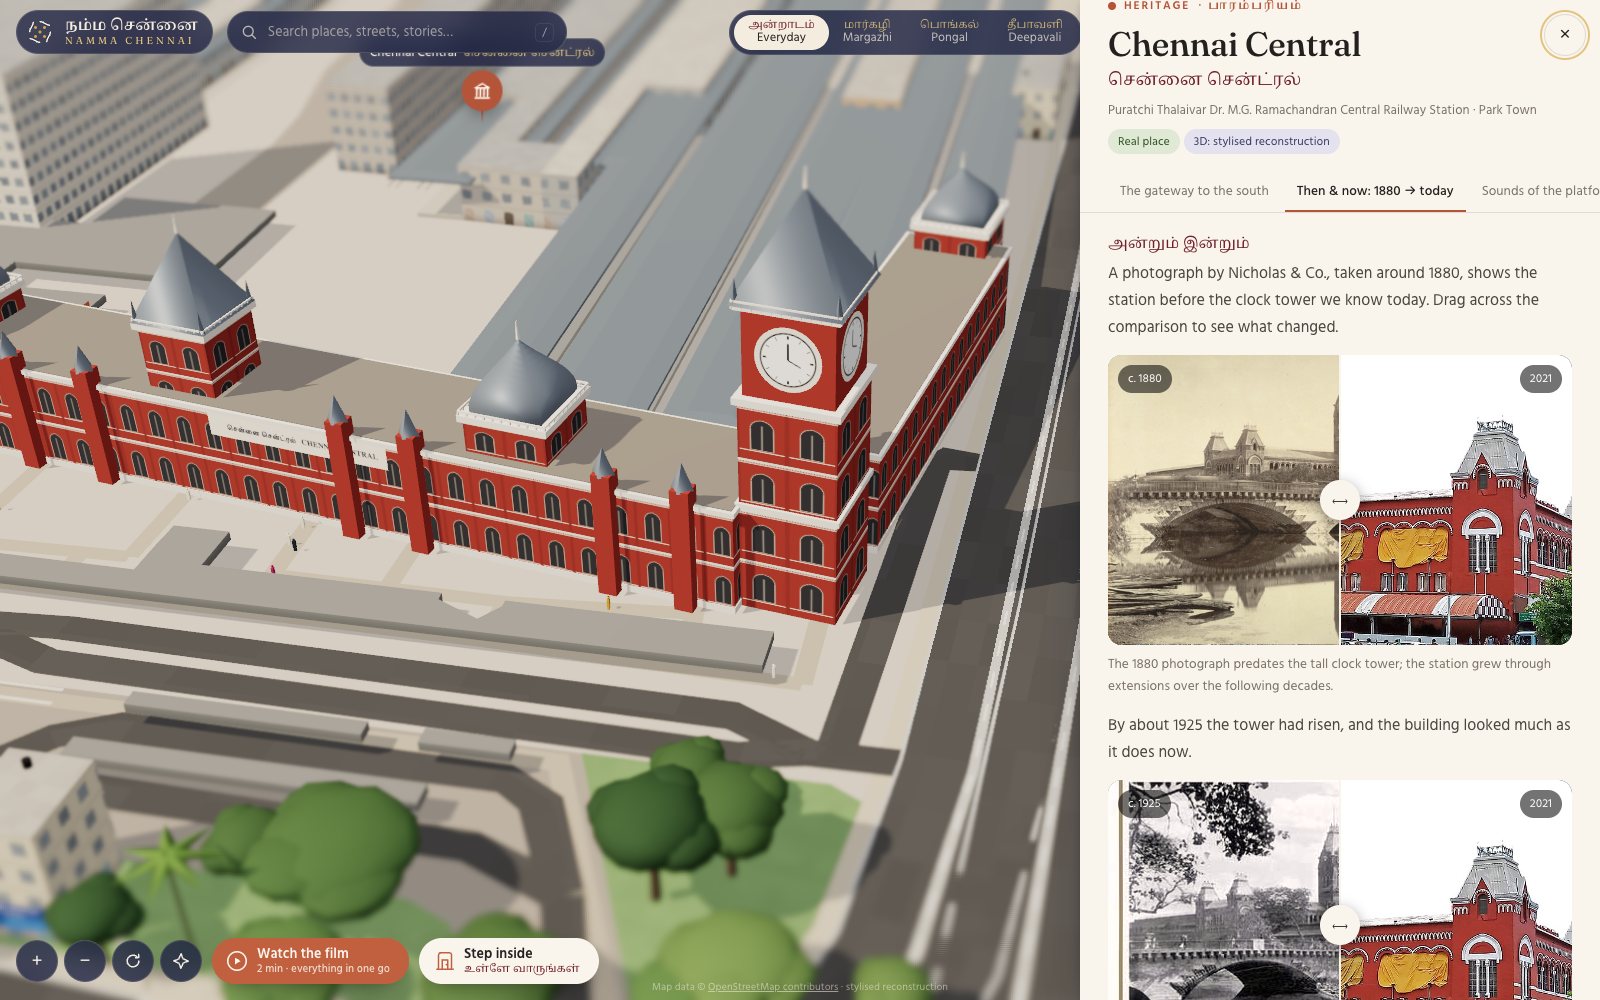 நம்ம சென்னை
NAMMA CHENNAI
Search places, streets, stories...
/
அன்றாடம்
Everyday
மார்கழி
Margazhi
பொங்கல்
Pongal
தீபாவளி
Deepavali
Chennai Central சென்னை சென்ட்ரல்
சென்னை சென்ட்ரல்
HERITAGE · பாரம்பரியம்
Chennai Central
சென்னை சென்ட்ரல்
Puratchi Thalaivar Dr. M.G. Ramachandran Central Railway Station · Park Town
Real place
3D: stylised reconstruction
The gateway to the south
Then & now: 1880 → today
Sounds of the platfo
அன்றும் இன்றும்
A photograph by Nicholas & Co., taken around 1880, shows the
station before the clock tower we know today. Drag across the
comparison to see what changed.
c. 1880
2021
The 1880 photograph predates the tall clock tower; the station grew through
extensions over the following decades.
By about 1925 the tower had risen, and the building looked much as
it does now.
c. 1925
2021
+
−
Watch the film
2 min · everything in one go
Step inside
உள்ளே வாருங்கள்
Map data © OpenStreetMap contributors · stylised reconstruction